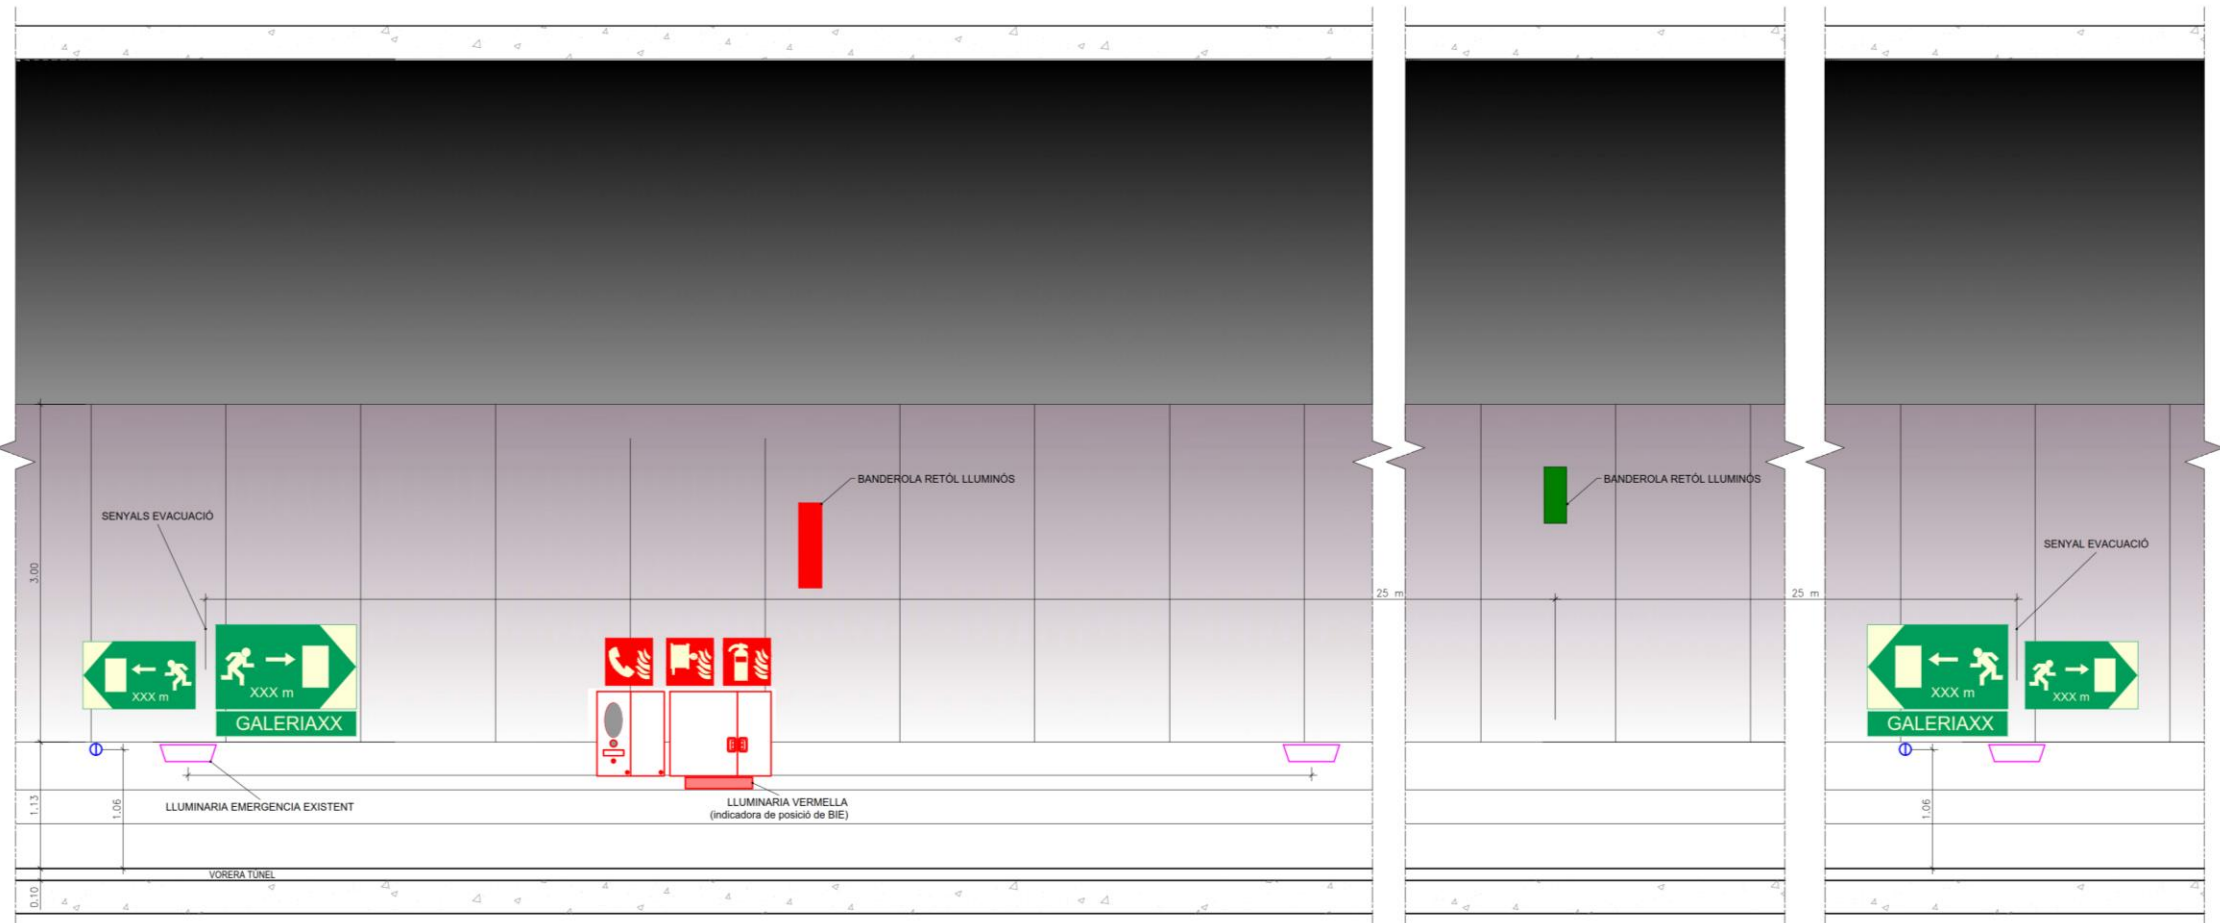 BANDEROLA RETÓL LLUMINÓS
BANDEROLA RETÓL LLUMINÓS
SENYALS EVACUACIÓ
SENYAL EVACUACIÓ
3.00
25 m
25 m
XXX m
XXX m
GALERIAXX
XXX m
XXX m
GALERIAXX
LLUMINARIA EMERGENCIA EXISTENT
LLUMINARIA VERMELLA
(indicadora de posició de BIE)
1.13
1.06
1.06
VORERA TÚNEL
0.10